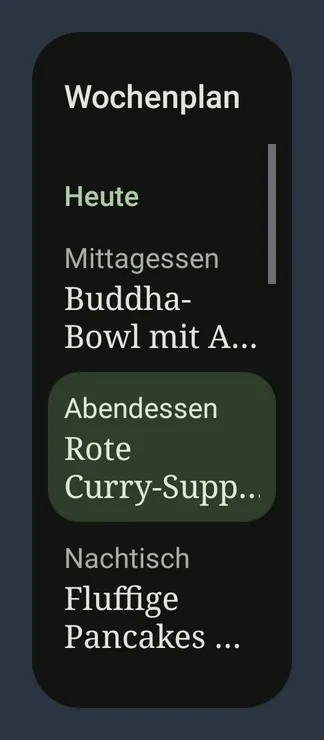 Wochenplan
Heute
Mittagessen
Buddha-
Bowl mit A...
Abendessen
Rote
Curry-Supp...
Nachtisch
Fluffige
Pancakes ...